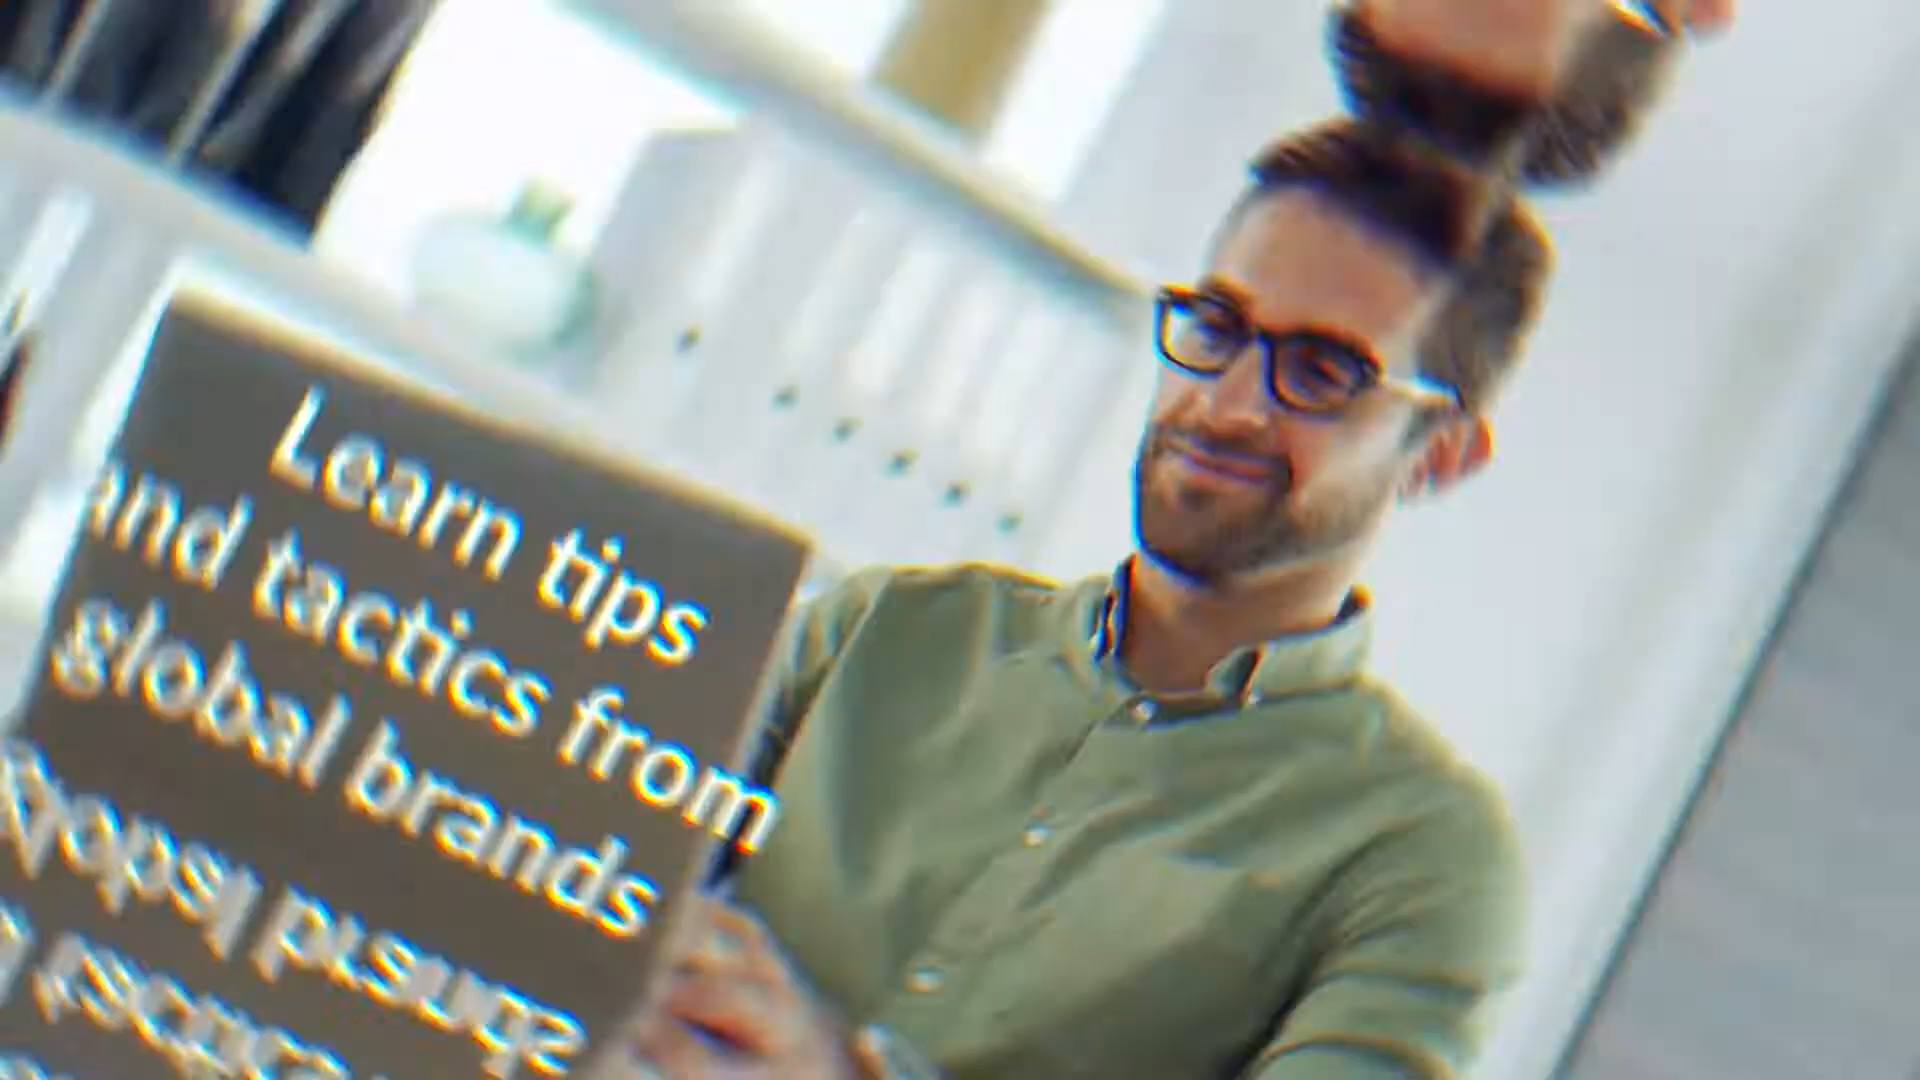 Learn tips
and tactics from
global brands